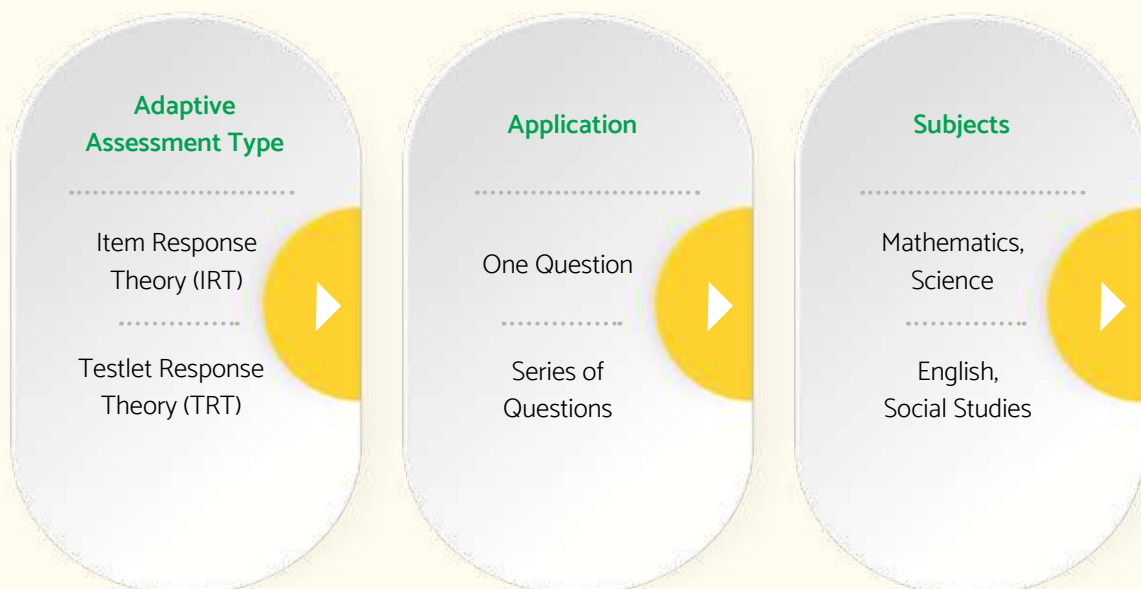 Adaptive
Assessment Type
Item Response
Theory (IRT)
Testlet Response
Theory (TRT)
Application
One Question
Series of
Questions
Subjects
Mathematics,
Science
English,
Social Studies